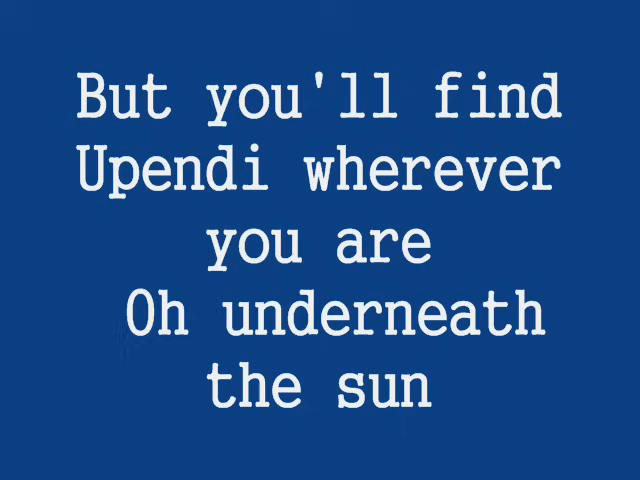 But you'll find
Upendi wherever
you are
Oh underneath
the sun